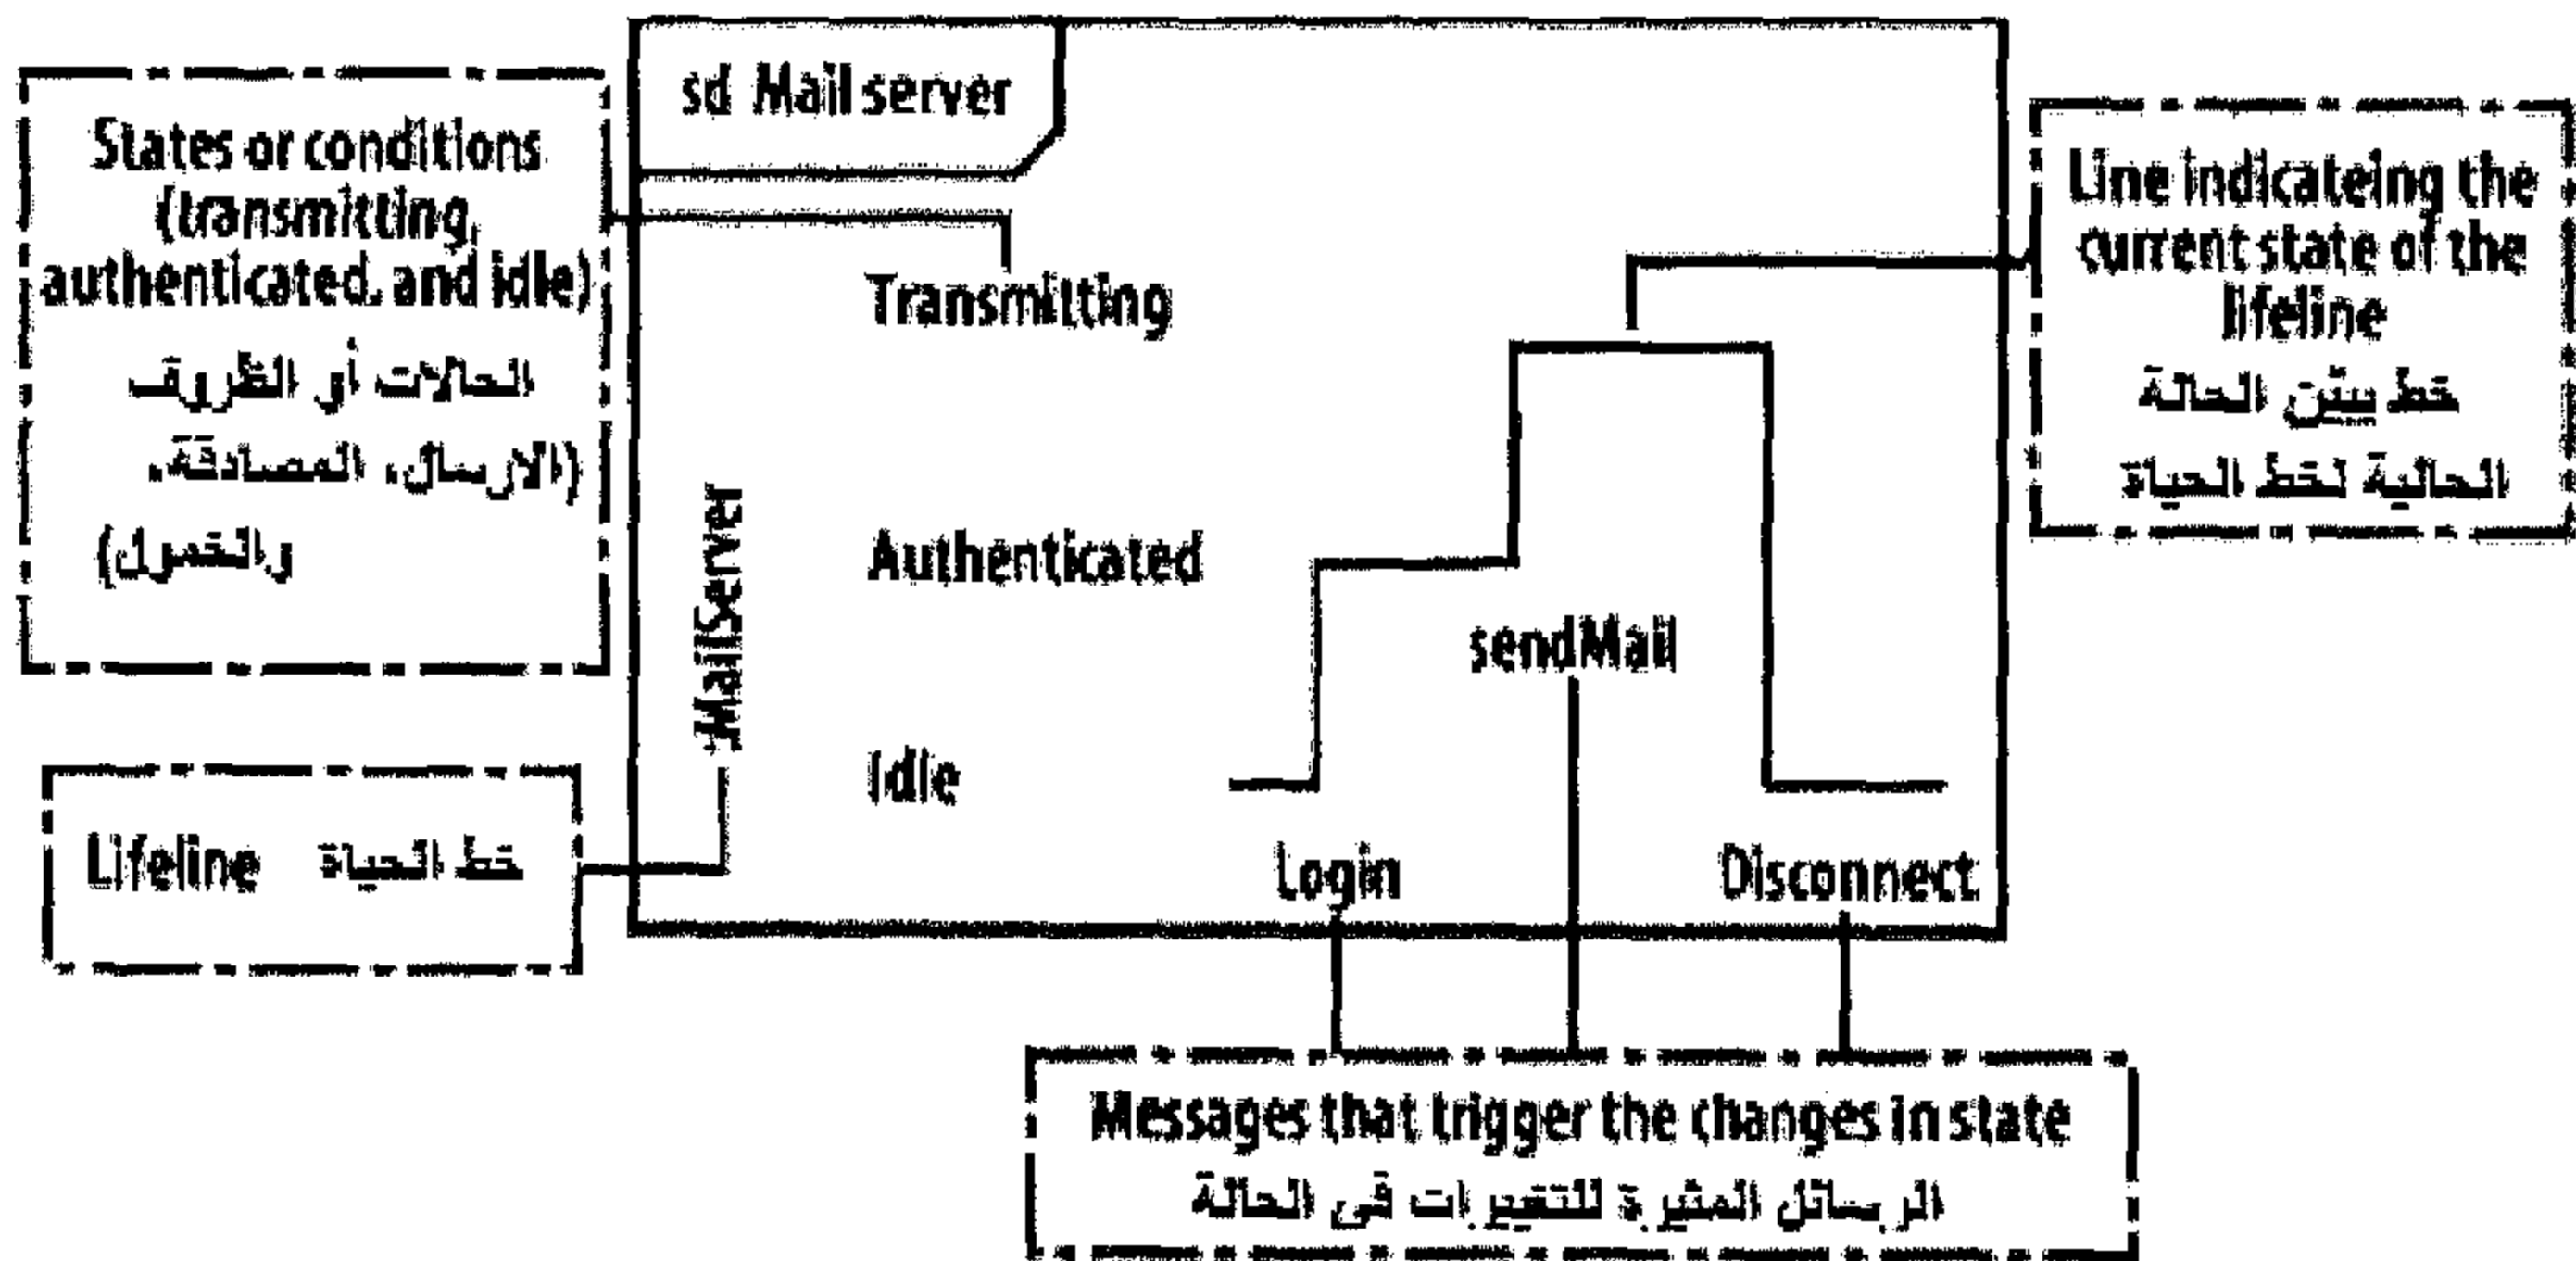 sd Mail server
States or conditions
(transmitting,
authenticated, and idle)
الحالات أو الظروف
(الارسال، المصادقة،
والخمول)
Line indicateing the
current state of the
lifeline
خط يبيّن الحالة
الحالية لخط الحياة
Transmitting
Authenticated
Idle
:MailServer
sendMail
Login
Disconnect
Lifeline خط الحياة
Messages that trigger the changes in state
الرسائل المثيرة للتغييرات في الحالة